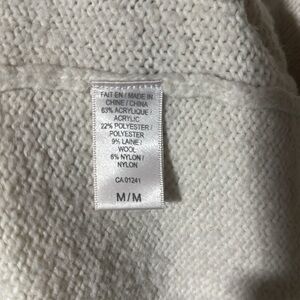 FAIT EN / MADE IN
CHINE / CHINA
63% ACRYLIQUE /
ACRYLIC
22% POLYESTER /
POLYESTER
9% LAINE /
WOOL
6% NYLON /
NYLON
CA 01241
M / M